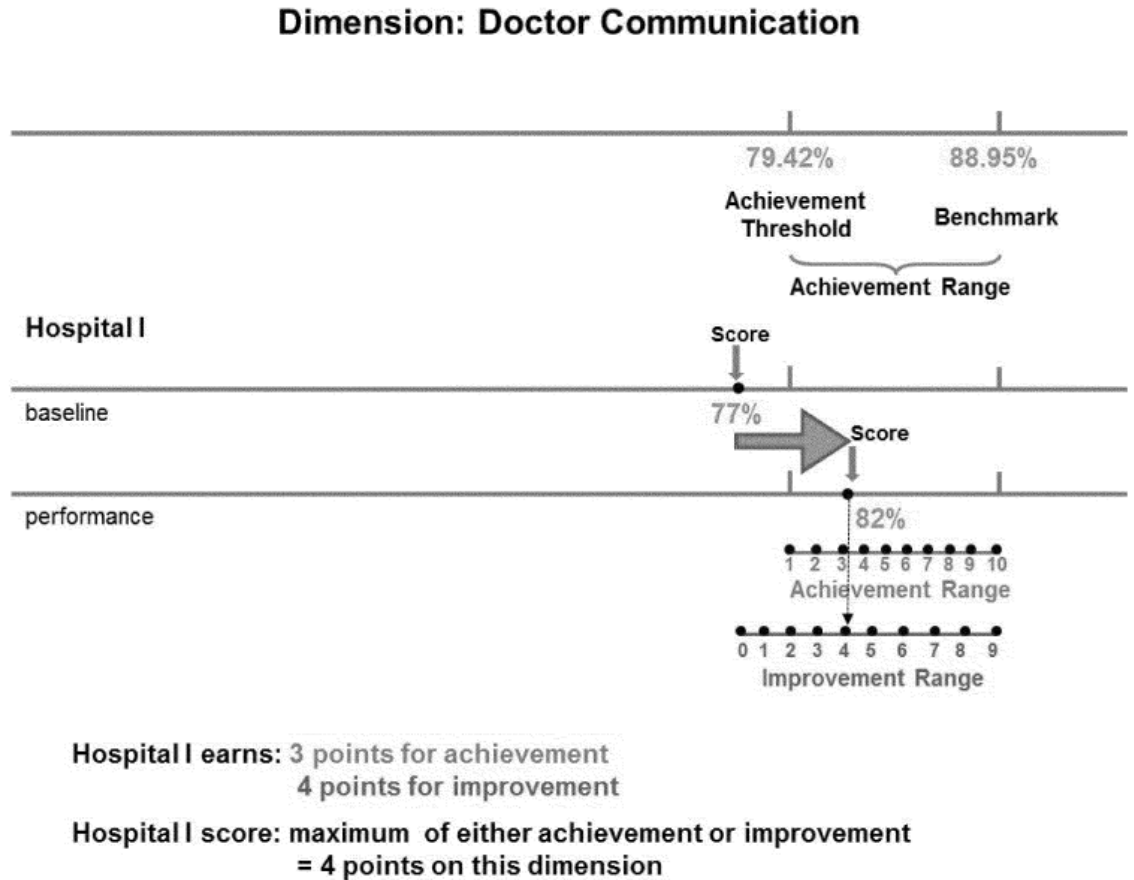 Dimension: Doctor Communication
79.42% 88.95%
Achievement
Threshold
Benchmark
Achievement Range
Hospital I
Score
baseline
77%
Score
performance
82%
1 2 3 4 5 6 7 8 9 10
Achievement Range
0 1 2 3 4 5 6 7 8 9
Improvement Range
Hospital I earns: 3 points for achievement
4 points for improvement
Hospital I score: maximum of either achievement or improvement
= 4 points on this dimension